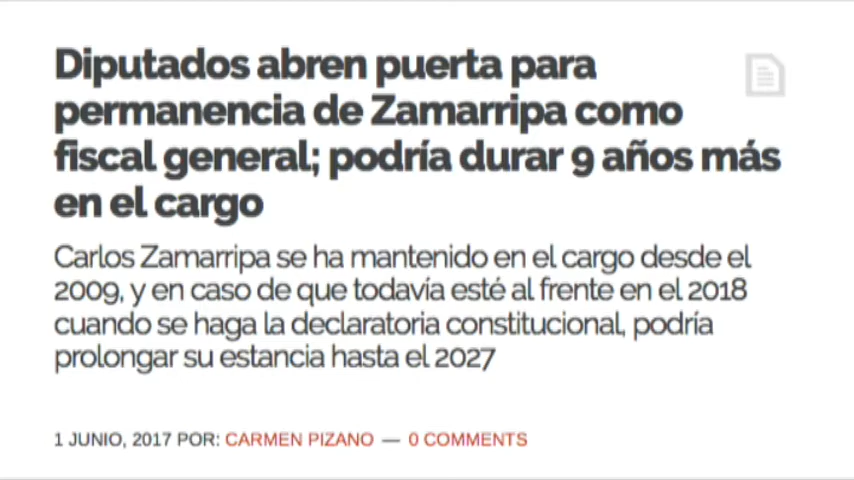 Diputados abren puerta para
permanencia de Zamarripa como
fiscal general; podría durar 9 años más
en el cargo
Carlos Zamarripa se ha mantenido en el cargo desde el
2009, y en caso de que todavía esté al frente en el 2018
cuando se haga la declaratoria constitucional, podría
prolongar su estancia hasta el 2027
1 JUNIO, 2017 POR: CARMEN PIZANO — 0 COMMENTS